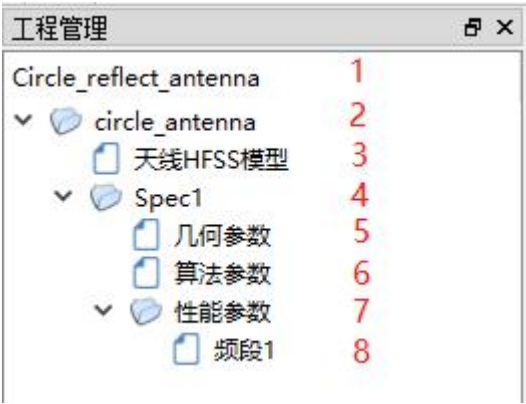 工程管理
Circle_reflect_antenna 1
circle_antenna 2
天线HFSS模型 3
Spec1 4
几何参数 5
算法参数 6
性能参数 7
频段1 8